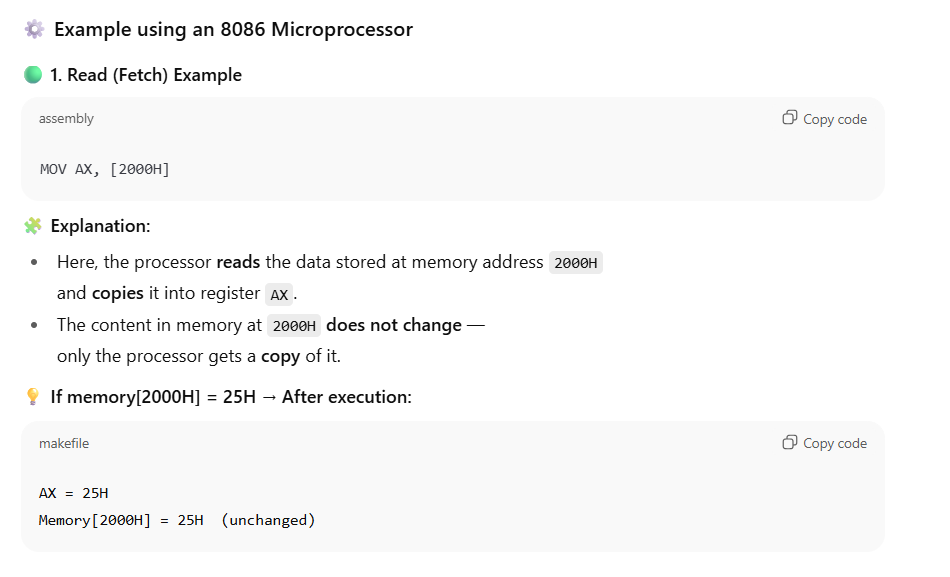 ⚙️ Example using an 8086 Microprocessor
🟢 1. Read (Fetch) Example
assembly
Copy code
MOV AX, [2000H]
🧩 Explanation:
• Here, the processor reads the data stored at memory address 2000H
and copies it into register AX.
• The content in memory at 2000H does not change —
only the processor gets a copy of it.
💡 If memory[2000H] = 25H → After execution:
makefile
Copy code
AX = 25H
Memory[2000H] = 25H  (unchanged)